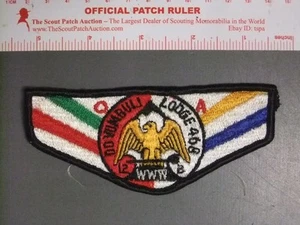 OFFICIAL PATCH RULER
The Scout Patch Auction - The Largest Dealer of Scouting Memorabilia in the World
www.TheScoutPatchAuction.com
Ebay ID: tspa
O A
LODGE 468
WWW